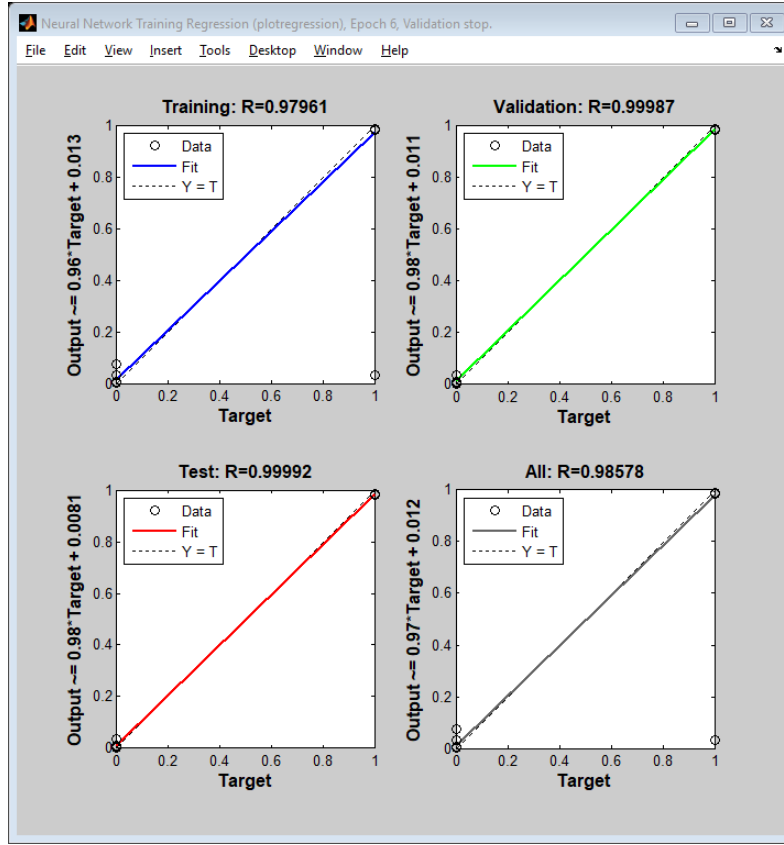 Neural Network Training Regression (plotregression), Epoch 6, Validation stop.
File Edit View Insert Tools Desktop Window Help
Training: R=0.97961
Output ~= 0.96*Target + 0.013
1
0.8
0.6
0.4
0.2
0
Data
Fit
Y = T
0 0.2 0.4 0.6 0.8 1
Target
Validation: R=0.99987
Output ~= 0.98*Target + 0.011
1
0.8
0.6
0.4
0.2
0
Data
Fit
Y = T
0 0.2 0.4 0.6 0.8 1
Target
Test: R=0.99992
Output ~= 0.98*Target + 0.0081
1
0.8
0.6
0.4
0.2
0
Data
Fit
Y = T
0 0.2 0.4 0.6 0.8 1
Target
All: R=0.98578
Output ~= 0.97*Target + 0.012
1
0.8
0.6
0.4
0.2
0
Data
Fit
Y = T
0 0.2 0.4 0.6 0.8 1
Target